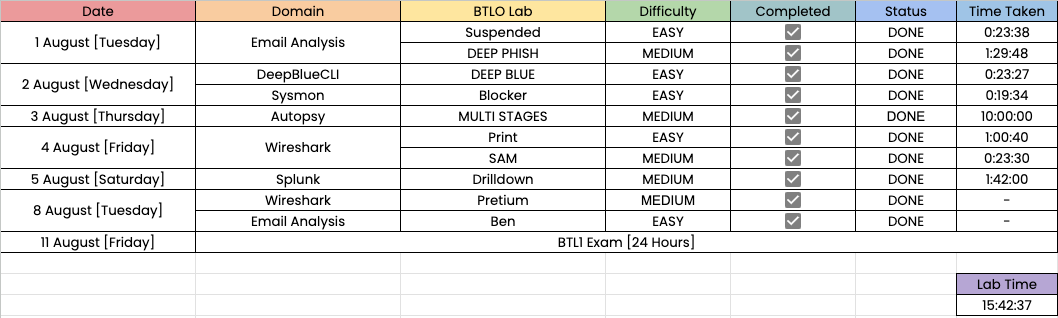 Date Domain BTLO Lab Difficulty Completed Status Time Taken
1 August [Tuesday] Email Analysis Suspended EASY DONE 0:23:38
DEEP PHISH MEDIUM DONE 1:29:48
2 August [Wednesday] DeepBlueCLI DEEP BLUE EASY DONE 0:23:27
Sysmon Blocker EASY DONE 0:19:34
3 August [Thursday] Autopsy MULTI STAGES MEDIUM DONE 10:00:00
4 August [Friday] Wireshark Print EASY DONE 1:00:40
SAM MEDIUM DONE 0:23:30
5 August [Saturday] Splunk Drilldown MEDIUM DONE 1:42:00
8 August [Tuesday] Wireshark Pretium MEDIUM DONE -
Email Analysis Ben EASY DONE -
11 August [Friday] BTL1 Exam [24 Hours]
Lab Time
15:42:37